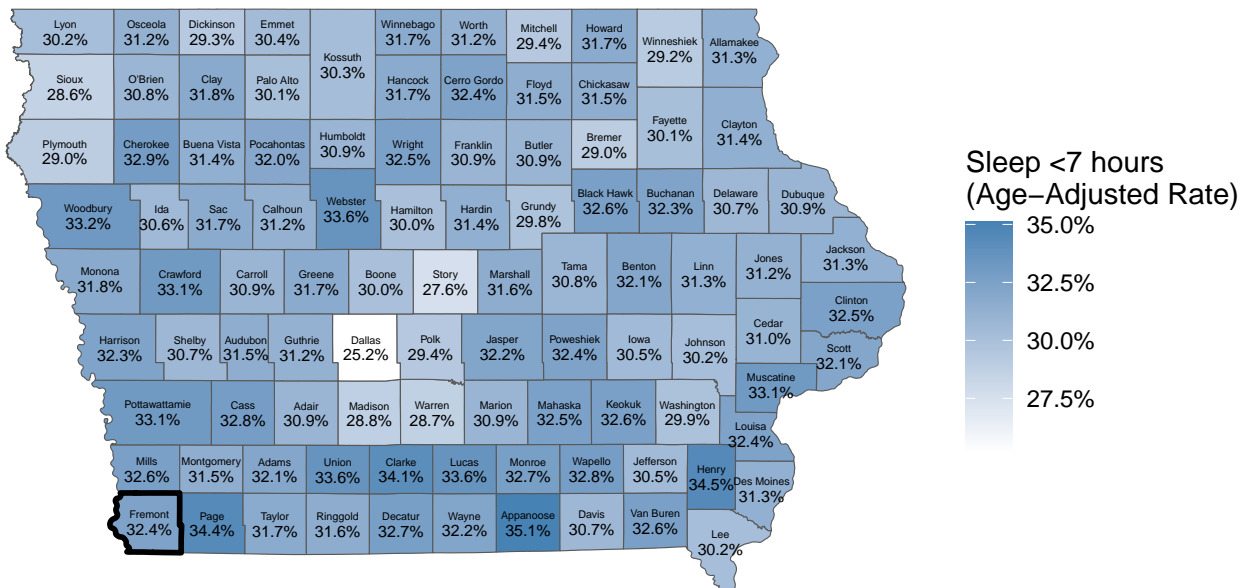 Lyon
30.2%
Osceola
31.2%
Dickinson
29.3%
Emmet
30.4%
Kossuth
30.3%
Winnebago
31.7%
Worth
31.2%
Mitchell
29.4%
Howard
31.7%
Winneshiek
29.2%
Allamakee
31.3%
Sioux
28.6%
O'Brien
30.8%
Clay
31.8%
Palo Alto
30.1%
Hancock
31.7%
Cerro Gordo
32.4%
Floyd
31.5%
Chickasaw
31.5%
Fayette
30.1%
Clayton
31.4%
Plymouth
29.0%
Cherokee
32.9%
Buena Vista
31.4%
Pocahontas
32.0%
Humboldt
30.9%
Wright
32.5%
Franklin
30.9%
Butler
30.9%
Bremer
29.0%
Woodbury
33.2%
Ida
30.6%
Sac
31.7%
Calhoun
31.2%
Webster
33.6%
Hamilton
30.0%
Hardin
31.4%
Grundy
29.8%
Black Hawk
32.6%
Buchanan
32.3%
Delaware
30.7%
Dubuque
30.9%
Monona
31.8%
Crawford
33.1%
Carroll
30.9%
Greene
31.7%
Boone
30.0%
Story
27.6%
Marshall
31.6%
Tama
30.8%
Benton
32.1%
Linn
31.3%
Jones
31.2%
Jackson
31.3%
Clinton
32.5%
Harrison
32.3%
Shelby
30.7%
Audubon
31.5%
Guthrie
31.2%
Dallas
25.2%
Polk
29.4%
Jasper
32.2%
Poweshiek
32.4%
Iowa
30.5%
Johnson
30.2%
Cedar
31.0%
Scott
32.1%
Muscatine
33.1%
Pottawattamie
33.1%
Cass
32.8%
Adair
30.9%
Madison
28.8%
Warren
28.7%
Marion
30.9%
Mahaska
32.5%
Keokuk
32.6%
Washington
29.9%
Louisa
32.4%
Mills
32.6%
Montgomery
31.5%
Adams
32.1%
Union
33.6%
Clarke
34.1%
Lucas
33.6%
Monroe
32.7%
Wapello
32.8%
Jefferson
30.5%
Henry
34.5%
Des Moines
31.3%
Fremont
32.4%
Page
34.4%
Taylor
31.7%
Ringgold
31.6%
Decatur
32.7%
Wayne
32.2%
Appanoose
35.1%
Davis
30.7%
Van Buren
32.6%
Lee
30.2%
Sleep <7 hours
(Age−Adjusted Rate)
35.0%
32.5%
30.0%
27.5%